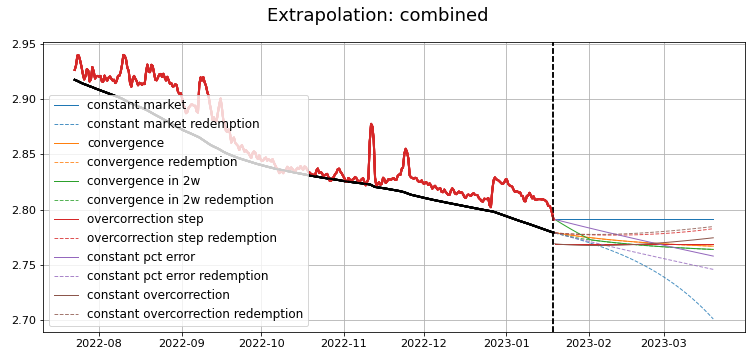 Extrapolation: combined
2.95
2.90
2.85
2.80
2.75
2.70
constant market
constant market redemption
convergence
convergence redemption
convergence in 2w
convergence in 2w redemption
overcorrection step
overcorrection step redemption
constant pct error
constant pct error redemption
constant overcorrection
constant overcorrection redemption
2022-08 2022-09 2022-10 2022-11 2022-12 2023-01 2023-02 2023-03